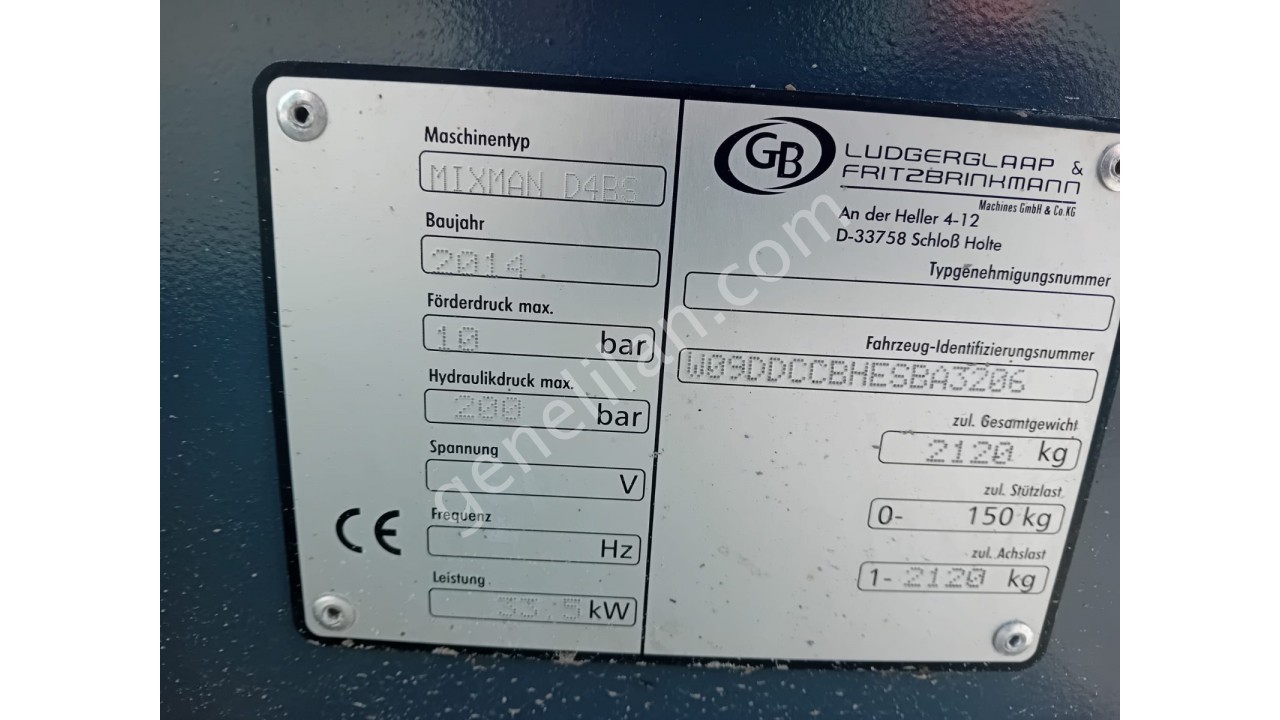 Maschinentyp
MIXMAN D4BS
Baujahr
2014
Förderdruck max.
10 bar
Hydraulikdruck max.
200 bar
Spannung
V
Frequenz
Hz
Leistung
33,5 kW
CE
GB
LUDGERGLAAP &
FRITZBRINKMANN
Machines GmbH & Co.KG
An der Heller 4-12
D-33758 Schloß Holte
Typgenehmigungsnummer
Fahrzeug-Identifizierungsnummer
W09DDCCBHESBA3206
zul. Gesamtgewicht
2120 kg
zul. Stützlast
0- 150 kg
zul. Achslast
1- 2120 kg
genelilan.com